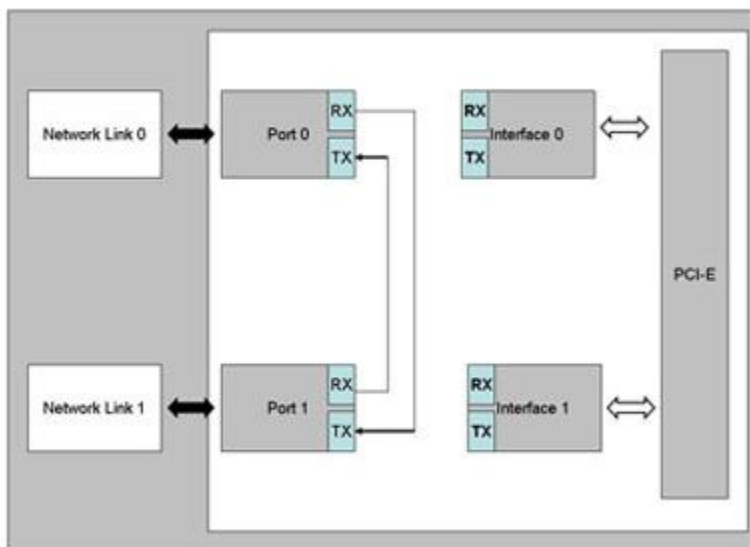 Network Link 0
Port 0
RX
TX
RX
TX
Interface 0
PCI-E
Network Link 1
Port 1
RX
TX
RX
TX
Interface 1